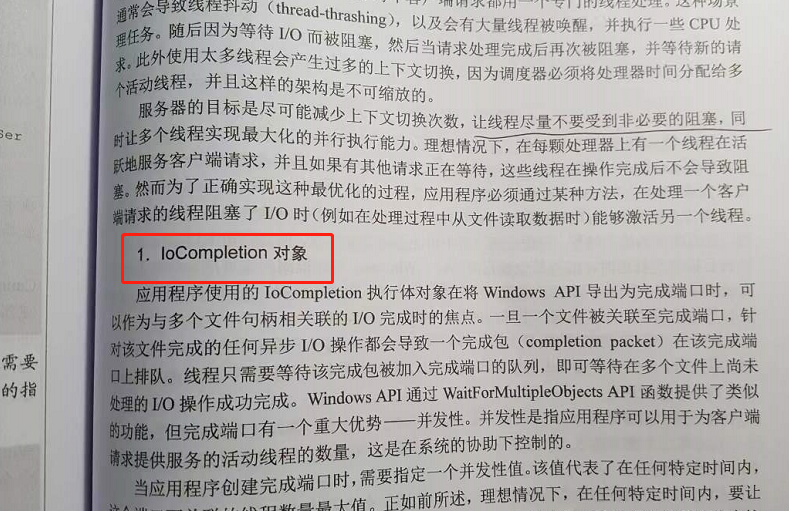 通常会导致线程抖动（thread-thrashing），以及会有大量线程被唤醒，并执行一些 CPU 处
理任务。随后因为等待 I/O 而被阻塞，然后当请求处理完成后再次被阻塞，并等待新的请
求。此外使用太多线程会产生过多的上下文切换，因为调度器必须将处理器时间分配给多
个活动线程，并且这样的架构是不可缩放的。
服务器的目标是尽可能减少上下文切换次数，让线程尽量不要受到非必要的阻塞，同
时让多个线程实现最大化的并行执行能力。理想情况下，在每颗处理器上有一个线程在活
跃地服务客户端请求，并且如果有其他请求正在等待，这些线程在操作完成后不会导致阻
塞。然而为了正确实现这种最优化的过程，应用程序必须通过某种方法，在处理一个客户
端请求的线程阻塞了 I/O 时（例如在处理过程中从文件读取数据时）能够激活另一个线程。
1. IoCompletion 对象
应用程序使用的 IoCompletion 执行体对象在将 Windows API 导出为完成端口时，可
以作为与多个文件句柄相关联的 I/O 完成时的焦点。一旦一个文件被关联至完成端口，针
对该文件完成的任何异步 I/O 操作都会导致一个完成包（completion packet）在该完成端
口上排队。线程只需要等待该完成包被加入完成端口的队列，即可等待在多个文件上尚未
处理的 I/O 操作成功完成。Windows API 通过 WaitForMultipleObjects API 函数提供了类似
的功能，但完成端口有一个重大优势——并发性。并发性是指应用程序可以用于为客户端
请求提供服务的活动线程的数量，这是在系统的协助下控制的。
当应用程序创建完成端口时，需要指定一个并发性值。该值代表了在任何特定时间内，
线程数量最大值。正如前所述，理想情况下，在任何特定时间内，要让
ser
需要
的指